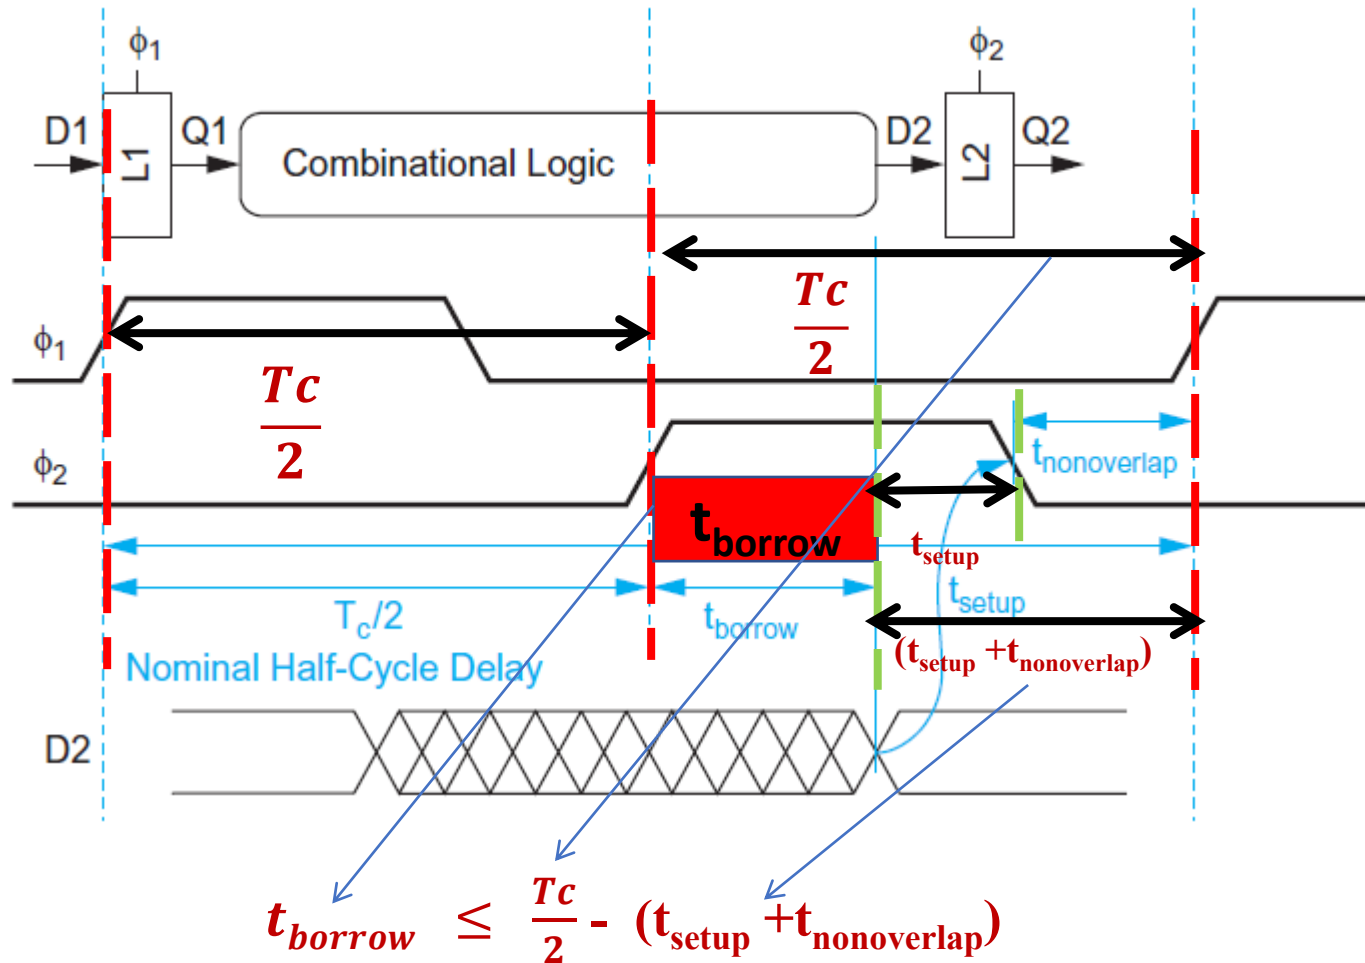 ϕ1 ϕ2
D1 L1 Q1 Combinational Logic D2 L2 Q2
Tc/2
ϕ1
Tc/2
tnonoverlap
ϕ2
tborrow
tsetup
tsetup
Tc/2 tborrow
(tsetup +tnonoverlap)
Nominal Half-Cycle Delay
D2
tborrow ≤ Tc/2 - (tsetup +tnonoverlap)